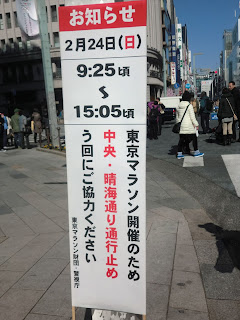 お知らせ
2月24日(日)
9:25頃
～
15:05頃
東京マラソン開催のため
中央・晴海通り通行止め
う回にご協力ください
東京マラソン財団 警視庁